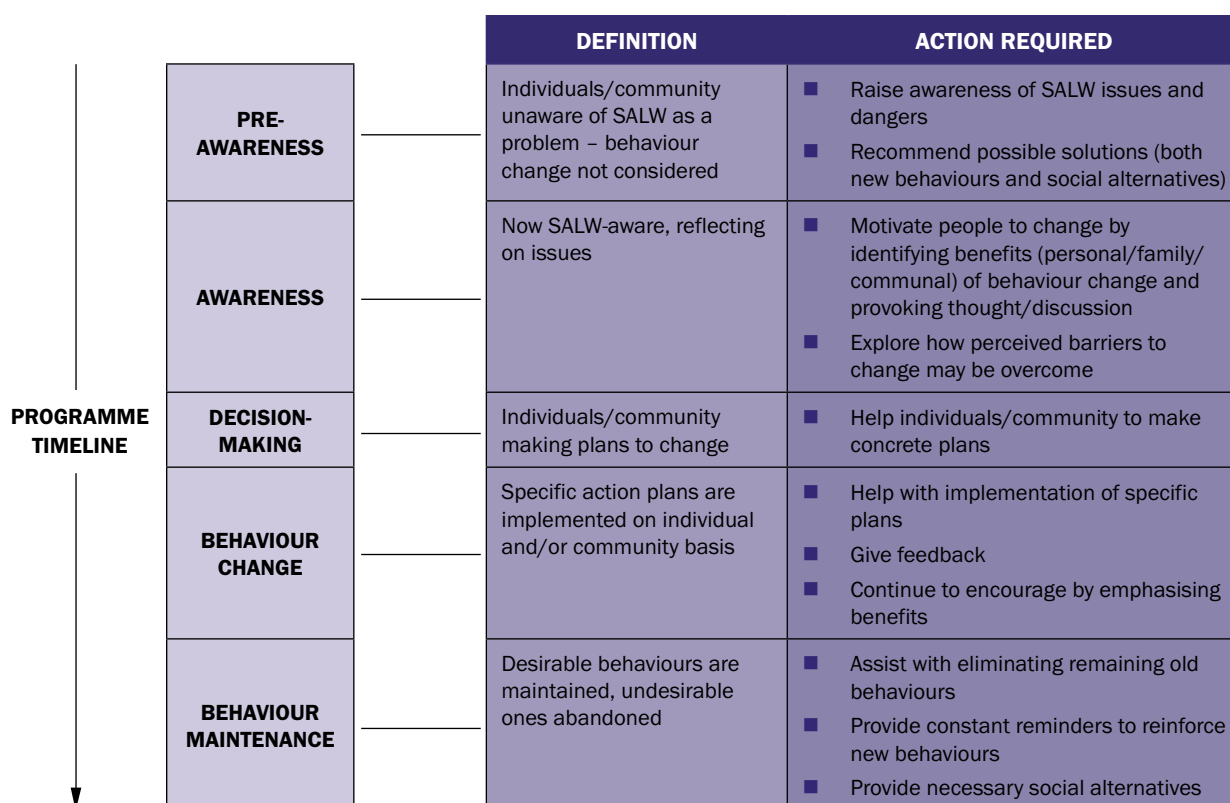 DEFINITION
ACTION REQUIRED
PROGRAMME
TIMELINE
PRE-
AWARENESS
Individuals/community
unaware of SALW as a
problem – behaviour
change not considered
■ Raise awareness of SALW issues and
dangers
■ Recommend possible solutions (both
new behaviours and social alternatives)
AWARENESS
Now SALW-aware, reflecting
on issues
■ Motivate people to change by
identifying benefits (personal/family/
communal) of behaviour change and
provoking thought/discussion
■ Explore how perceived barriers to
change may be overcome
DECISION-
MAKING
Individuals/community
making plans to change
■ Help individuals/community to make
concrete plans
BEHAVIOUR
CHANGE
Specific action plans are
implemented on individual
and/or community basis
■ Help with implementation of specific
plans
■ Give feedback
■ Continue to encourage by emphasising
benefits
BEHAVIOUR
MAINTENANCE
Desirable behaviours are
maintained, undesirable
ones abandoned
■ Assist with eliminating remaining old
behaviours
■ Provide constant reminders to reinforce
new behaviours
■ Provide necessary social alternatives